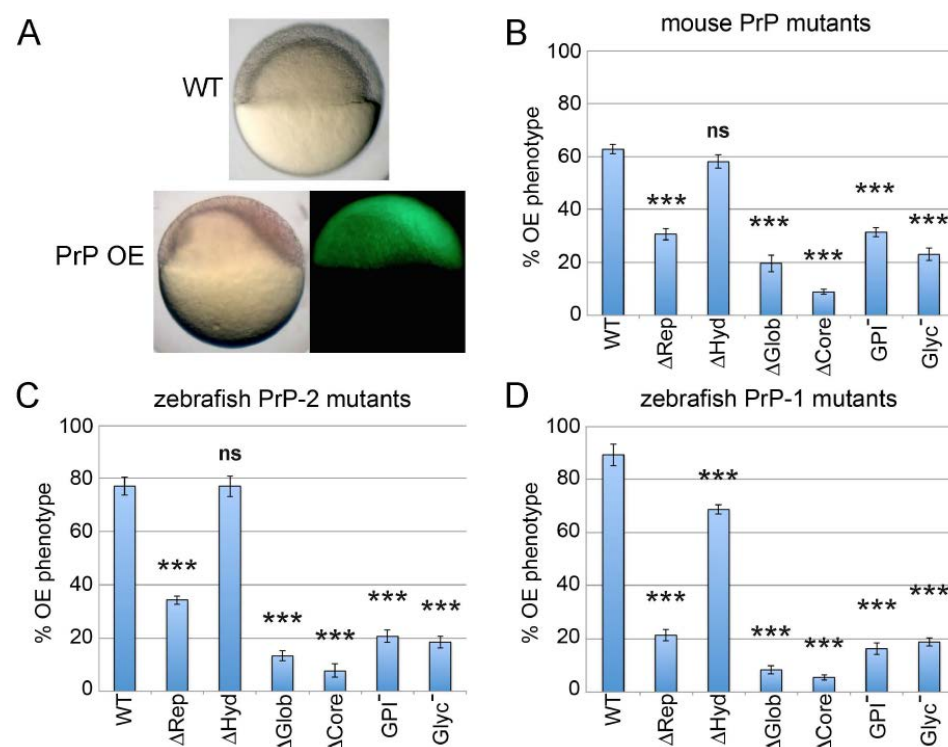 A
WT
PrP OE
B
mouse PrP mutants
% OE phenotype
100
80
60
40
20
0
ns
***
***
***
***
***
WT
ΔRep
ΔHyd
ΔGlob
ΔCore
GPI⁻
Glyc⁻
C
zebrafish PrP-2 mutants
% OE phenotype
100
80
60
40
20
0
ns
***
***
***
***
***
WT
ΔRep
ΔHyd
ΔGlob
ΔCore
GPI⁻
Glyc⁻
D
zebrafish PrP-1 mutants
% OE phenotype
100
80
60
40
20
0
***
***
***
***
***
***
WT
ΔRep
ΔHyd
ΔGlob
ΔCore
GPI⁻
Glyc⁻